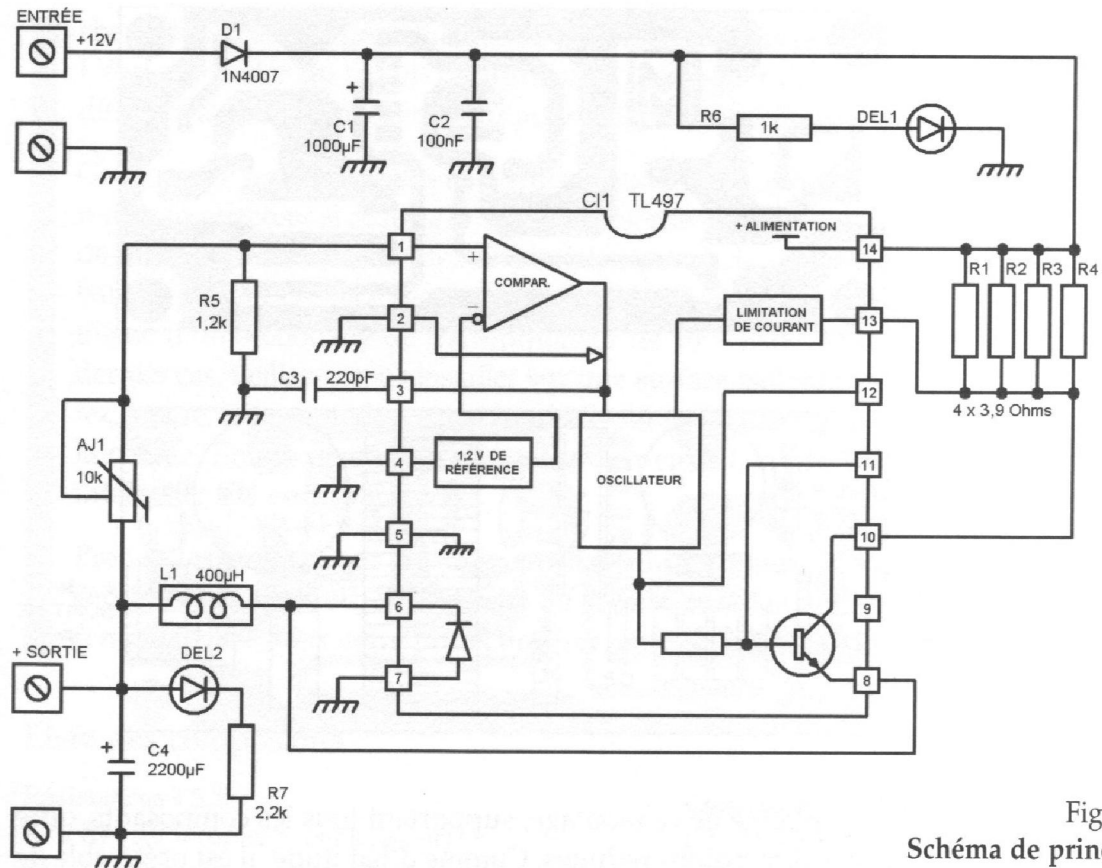 ENTRÉE
+12V
D1
1N4007
+
C1
1000µF
C2
100nF
R6
1k
DEL1
CI1 TL497
+ ALIMENTATION
1
2
3
4
5
6
7
14
13
12
11
10
9
8
+
-
COMPAR.
LIMITATION
DE COURANT
R1
R2
R3
R4
4 x 3,9 Ohms
R5
1,2k
C3 220pF
1,2 V DE
RÉFÉRENCE
OSCILLATEUR
AJ1
10k
L1 400µH
+ SORTIE
DEL2
+
C4
2200µF
R7
2,2k
Fig
Schéma de princ